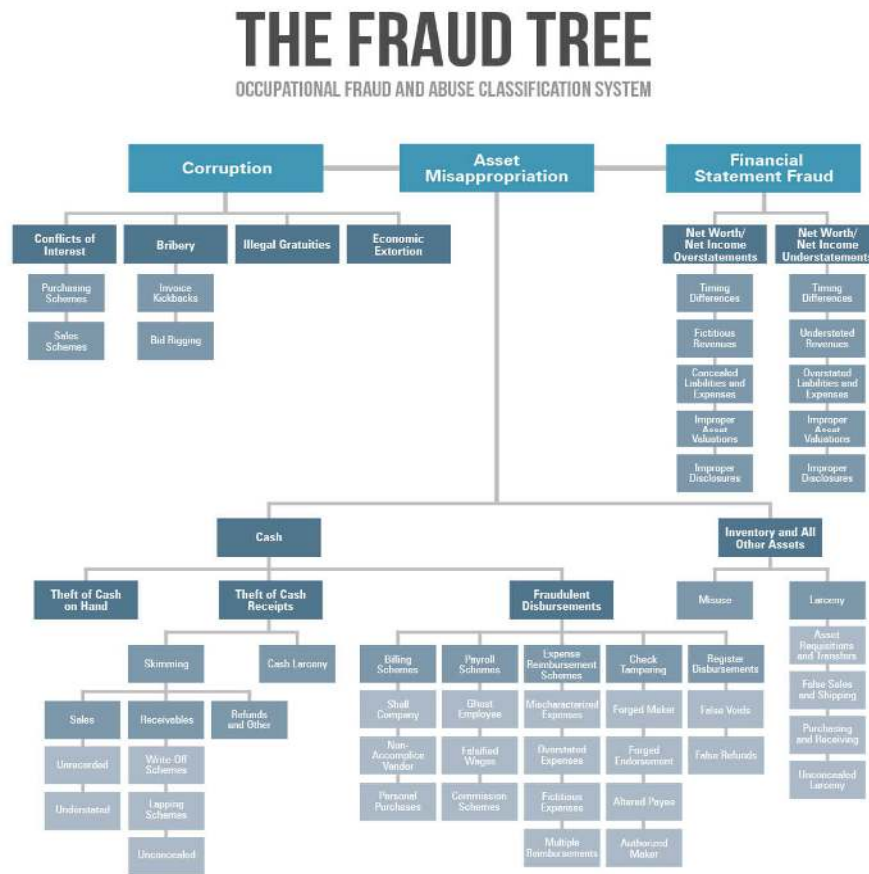 THE FRAUD TREE
OCCUPATIONAL FRAUD AND ABUSE CLASSIFICATION SYSTEM
Corruption
Asset
Misappropriation
Financial
Statement Fraud
Conflicts of
Interest
Bribery
Illegal Gratuities
Economic
Extortion
Net Worth/
Net Income
Overstatements
Net Worth/
Net Income
Understatements
Purchasing
Schemes
Invoice
Kickbacks
Timing
Differences
Timing
Differences
Sales
Schemes
Bid Rigging
Fictitious
Revenues
Understated
Revenues
Concealed
Liabilities and
Expenses
Overstated
Liabilities and
Expenses
Improper
Asset
Valuations
Improper
Asset
Valuations
Improper
Disclosures
Improper
Disclosures
Cash
Inventory and All
Other Assets
Theft of Cash
on Hand
Theft of Cash
Receipts
Fraudulent
Disbursements
Misuse
Larceny
Skimming
Cash Larceny
Billing
Schemes
Payroll
Schemes
Expense
Reimbursement
Schemes
Check
Tampering
Register
Disbursements
Asset
Requisitions
and Transfers
Sales
Receivables
Refunds
and Other
Shell
Company
Ghost
Employee
Mischaracterized
Expenses
Forged Maker
False Voids
False Sales
and Shipping
Unrecorded
Write-Off
Schemes
Non-
Accomplice
Vendor
Falsified
Wages
Overstated
Expenses
Forged
Endorsement
False Refunds
Purchasing
and Receiving
Understated
Lapping
Schemes
Personal
Purchases
Commission
Schemes
Fictitious
Expenses
Altered Payee
Unconcealed
Larceny
Unconcealed
Multiple
Reimbursements
Authorized
Maker